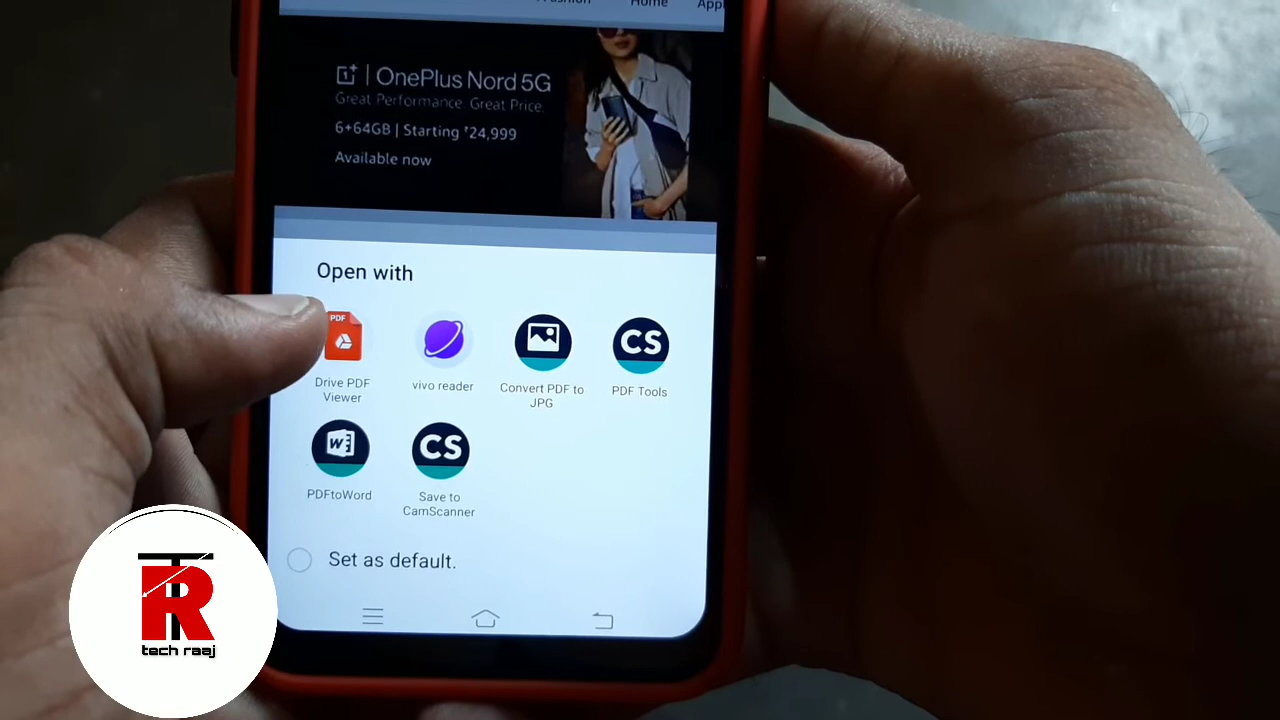 Home
| OnePlus Nord 5G
Great Performance. Great Price.
6+64GB | Starting ₹24,999
Available now
Open with
PDF
Drive PDF
Viewer
vivo reader
Convert PDF to
JPG
CS
PDF Tools
W
PDFtoWord
CS
Save to
CamScanner
Set as default.
TR
tech raaj